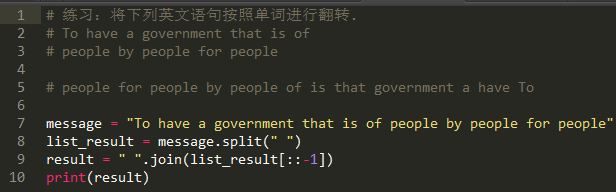 1 # 练习：将下列英文语句按照单词进行翻转.
2 # To have a government that is of
3 # people by people for people
4
5 # people for people by people of is that government a have To
6
7 message = "To have a government that is of people by people for people"
8 list_result = message.split(" ")
9 result = " ".join(list_result[::-1])
10 print(result)